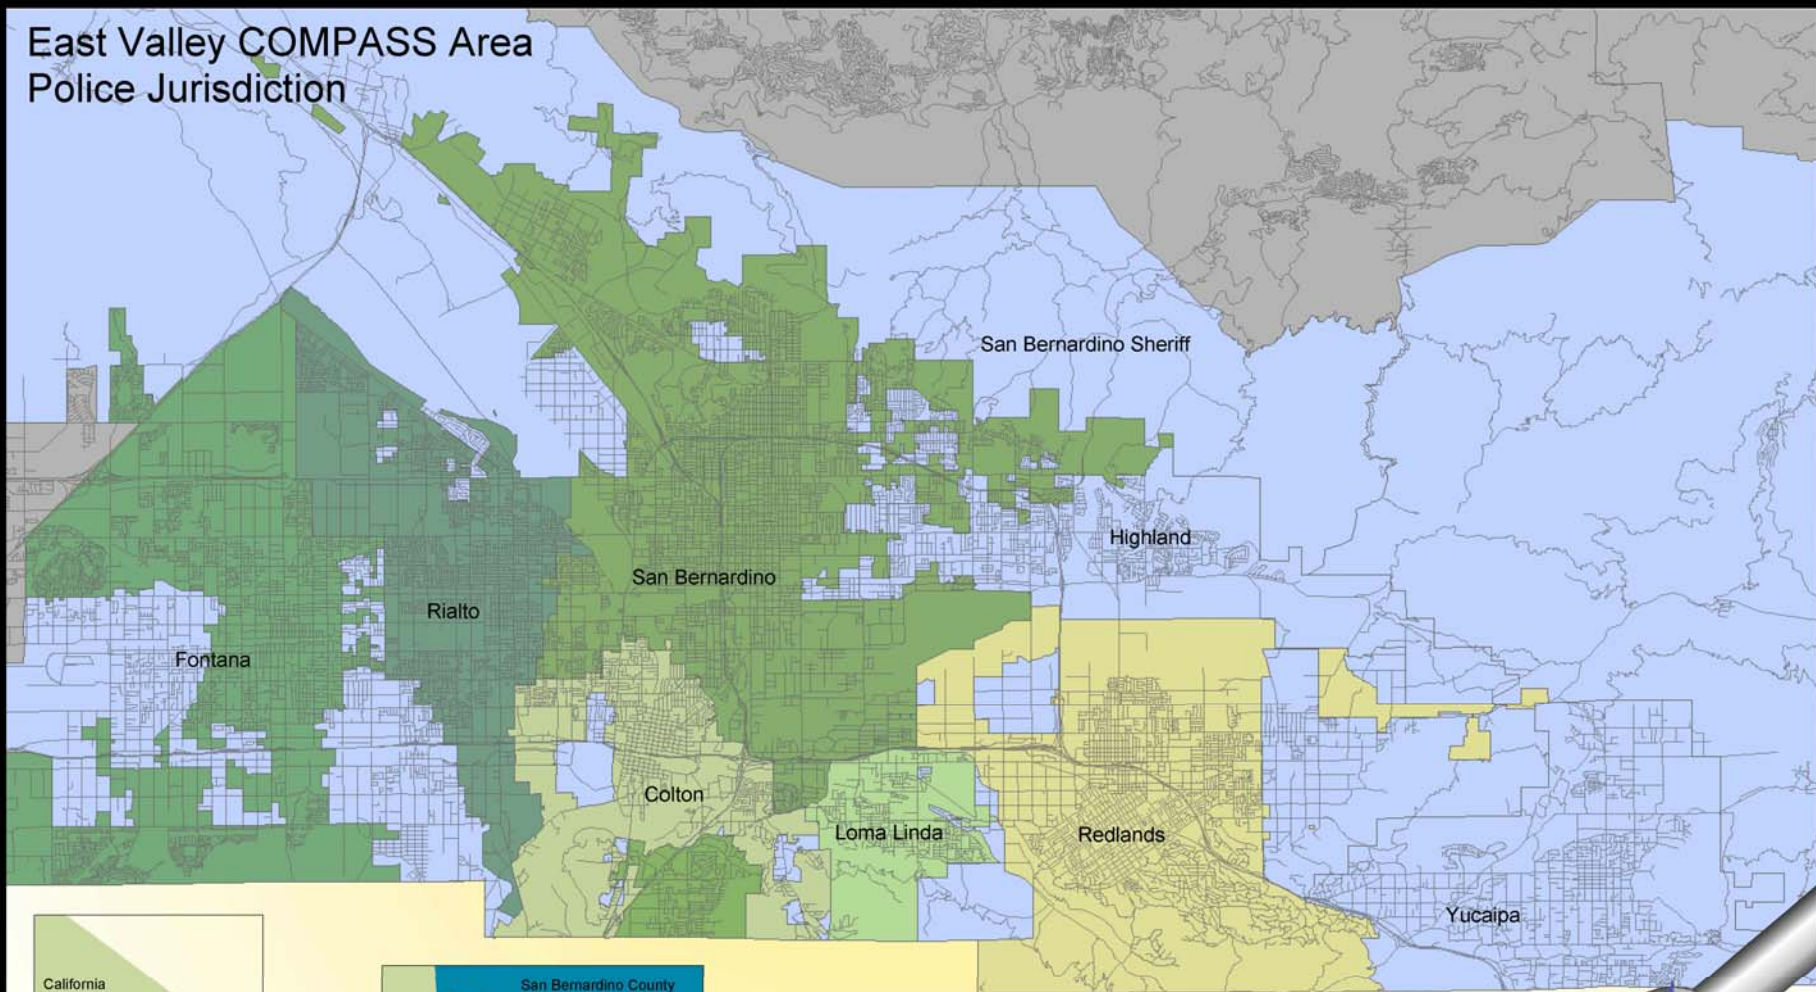 East Valley COMPASS Area
Police Jurisdiction
San Bernardino Sheriff
Highland
San Bernardino
Rialto
Fontana
Colton
Loma Linda
Redlands
Yucaipa
California
San Bernardino County